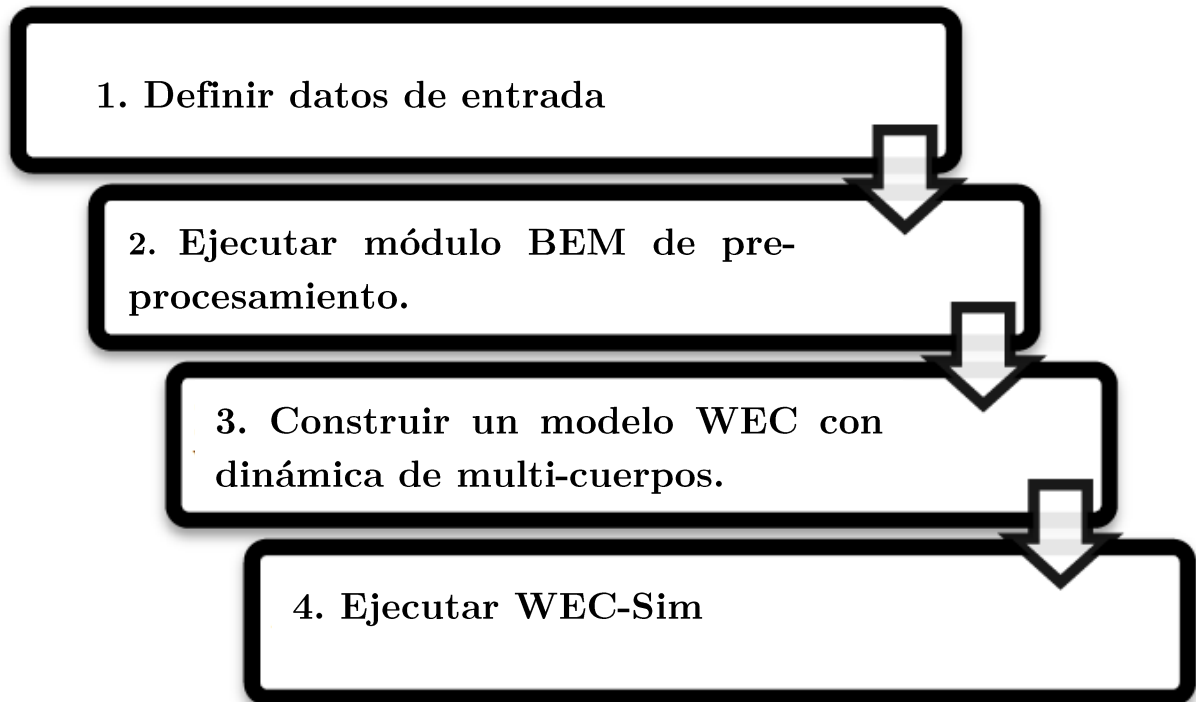 1. Definir datos de entrada
2. Ejecutar módulo BEM de pre-
procesamiento.
3. Construir un modelo WEC con
dinámica de multi-cuerpos.
4. Ejecutar WEC-Sim